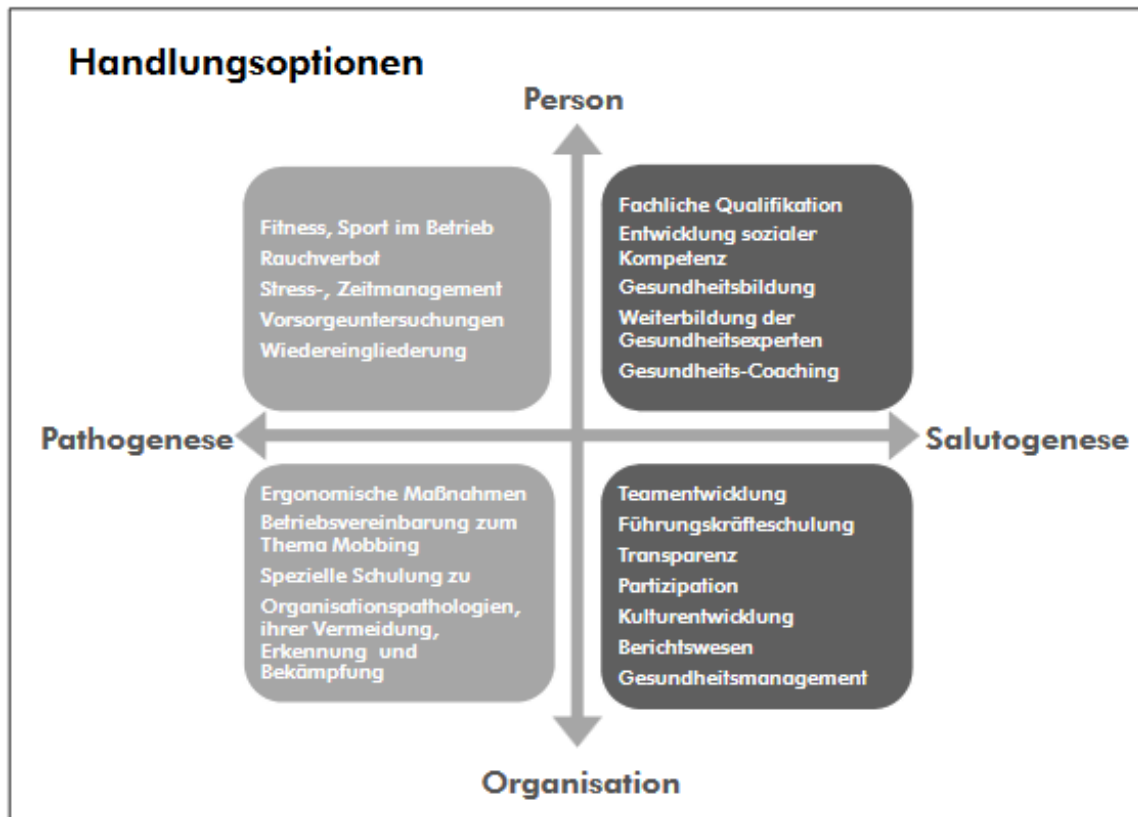 Handlungsoptionen
Person
Fitness, Sport im Betrieb
Rauchverbot
Stress-, Zeitmanagement
Vorsorgeuntersuchungen
Wiedereingliederung
Fachliche Qualifikation
Entwicklung sozialer
Kompetenz
Gesundheitsbildung
Weiterbildung der
Gesundheitsexperten
Gesundheits-Coaching
Pathogenese
Salutogenese
Ergonomische Maßnahmen
Betriebsvereinbarung zum
Thema Mobbing
Spezielle Schulung zu
Organisationspathologien,
ihrer Vermeidung,
Erkennung und
Bekämpfung
Teamentwicklung
Führungskräfteschulung
Transparenz
Partizipation
Kulturentwicklung
Berichtswesen
Gesundheitsmanagement
Organisation